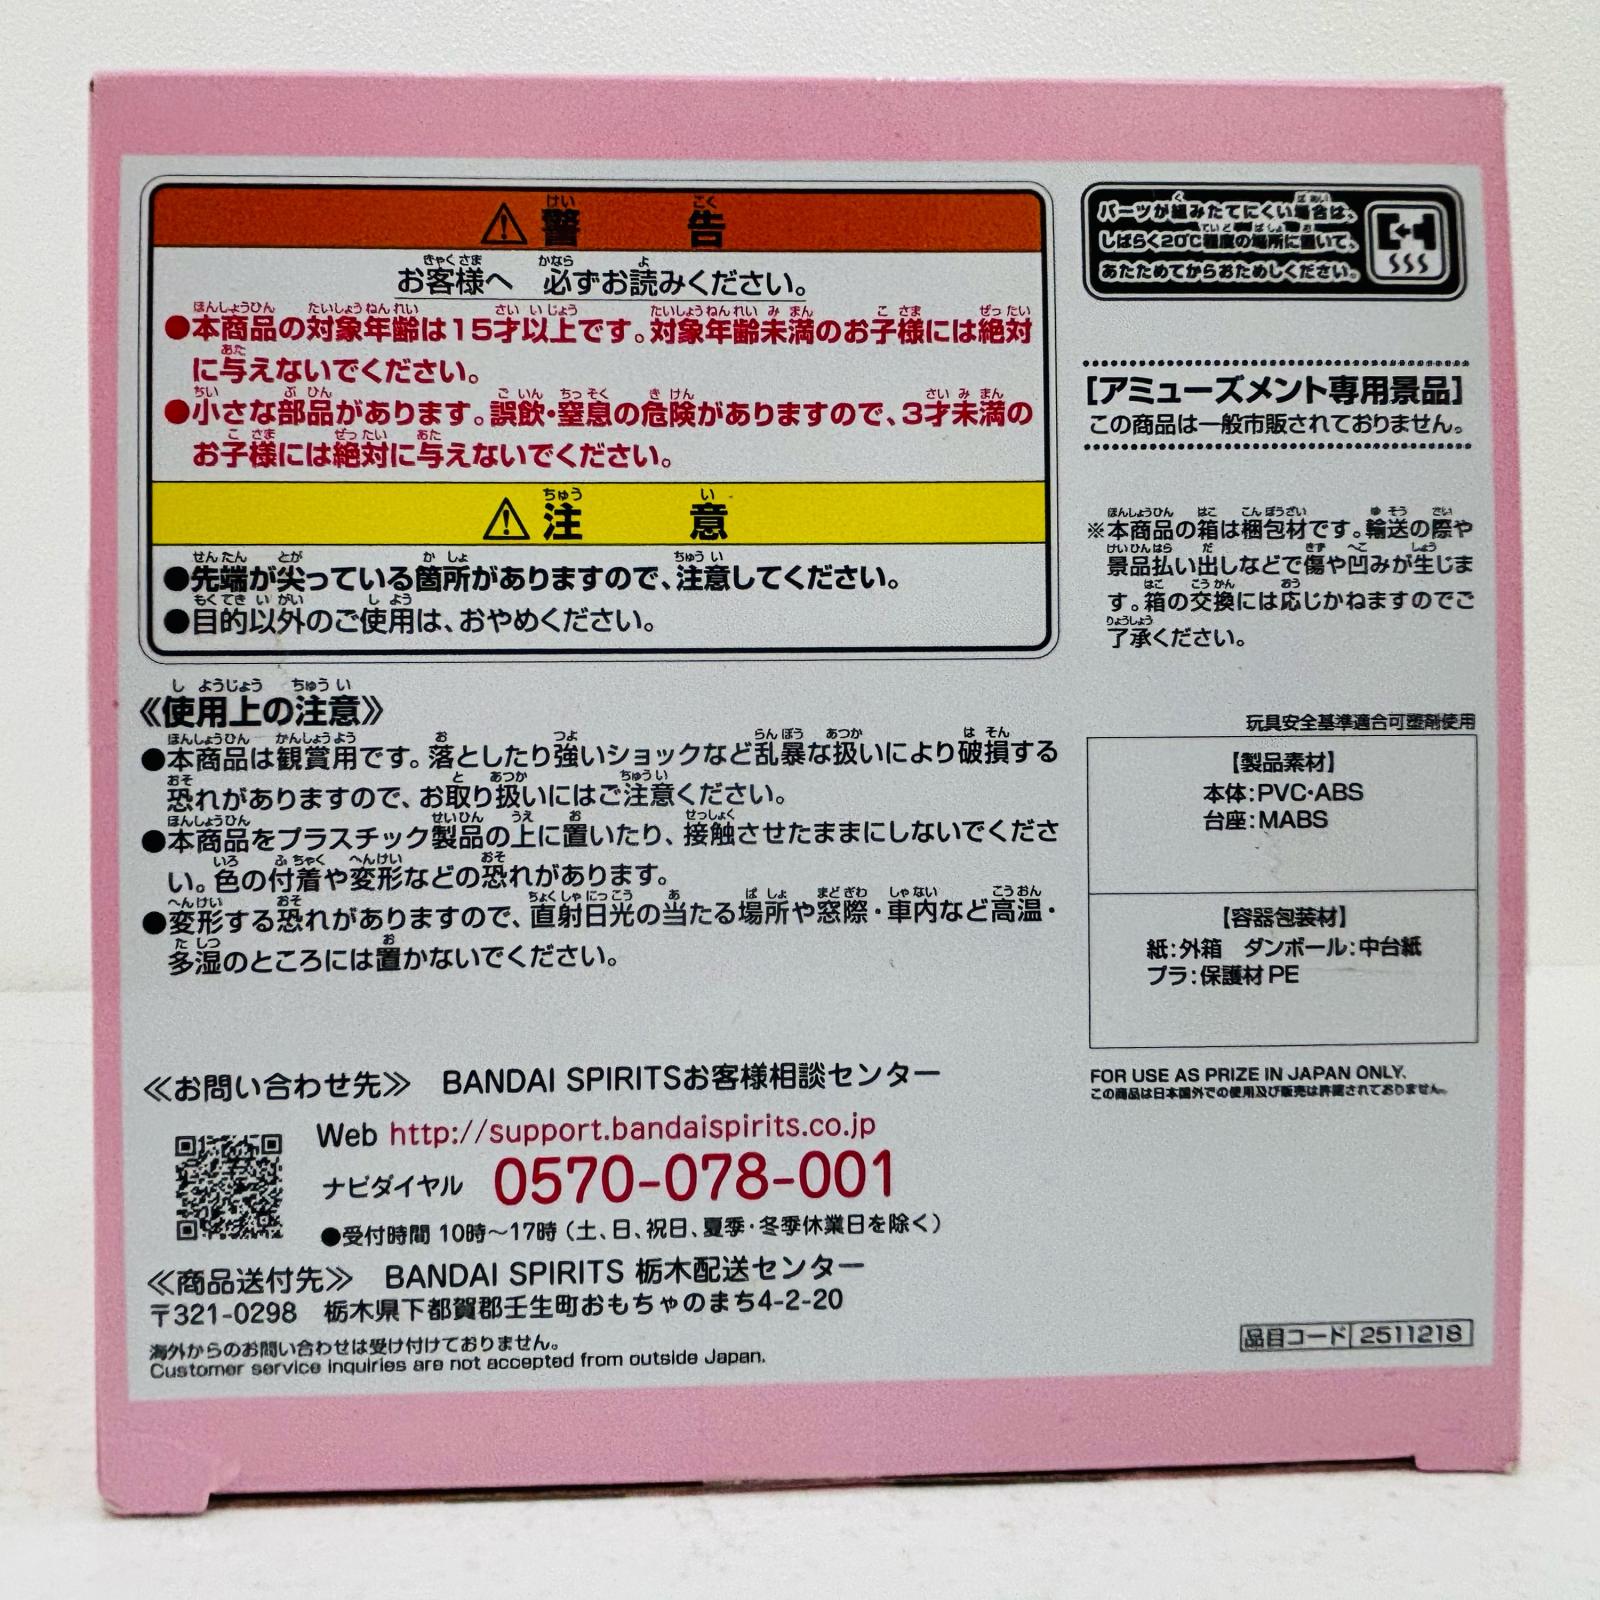 警告
お客様へ 必ずお読みください。
●本商品の対象年齢は15才以上です。対象年齢未満のお子様には絶対
に与えないでください。
●小さな部品があります。誤飲・窒息の危険がありますので、3才未満の
お子様には絶対に与えないでください。
注意
●先端が尖っている箇所がありますので、注意してください。
●目的以外のご使用は、おやめください。
《使用上の注意》
●本商品は観賞用です。落としたり強いショックなど乱暴な扱いにより破損する
恐れがありますので、お取り扱いにはご注意ください。
●本商品をプラスチック製品の上に置いたり、接触させたままにしないでくださ
い。色の付着や変形などの恐れがあります。
●変形する恐れがありますので、直射日光の当たる場所や窓際・車内など高温・
多湿のところには置かないでください。
≪お問い合わせ先≫ BANDAI SPIRITSお客様相談センター
Web http://support.bandaispirits.co.jp
ナビダイヤル 0570-078-001
●受付時間 10時～17時（土、日、祝日、夏季・冬季休業日を除く）
≪商品送付先≫ BANDAI SPIRITS 栃木配送センター
〒321-0298 栃木県下都賀郡壬生町おもちゃのまち4-2-20
海外からのお問い合わせは受け付けておりません。
Customer service inquiries are not accepted from outside Japan.
パーツが組みたてにくい場合は、
しばらく20℃程度の場所に置いて、
あたためてからおためしください。
[アミューズメント専用景品]
この商品は一般市販されておりません。
※本商品の箱は梱包材です。輸送の際や
景品払い出しなどで傷や凹みが生じま
す。箱の交換には応じかねますのでご
了承ください。
玩具安全基準適合可塑剤使用
【製品素材】
本体：PVC・ABS
台座：MABS
【容器包装材】
紙：外箱 ダンボール：中台紙
プラ：保護材 PE
FOR USE AS PRIZE IN JAPAN ONLY.
この商品は日本国外での使用及び販売は許諾されておりません。
品目コード 2511218